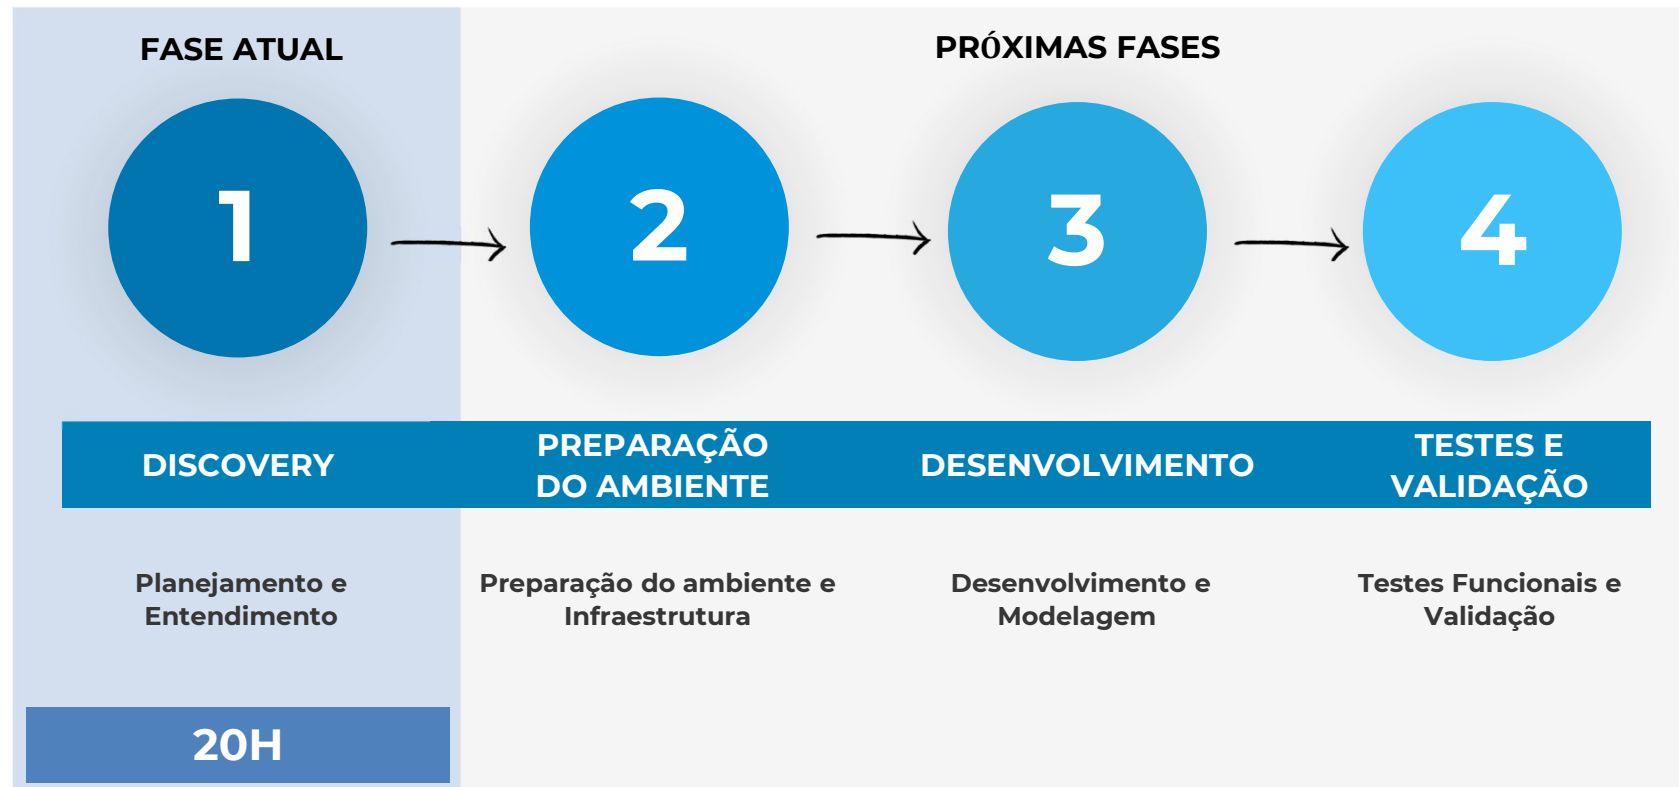 FASE ATUAL
PRÓXIMAS FASES
1
2
3
4
DISCOVERY
PREPARAÇÃO
DO AMBIENTE
DESENVOLVIMENTO
TESTES E
VALIDAÇÃO
Planejamento e
Entendimento
Preparação do ambiente e
Infraestrutura
Desenvolvimento e
Modelagem
Testes Funcionais e
Validação
20H